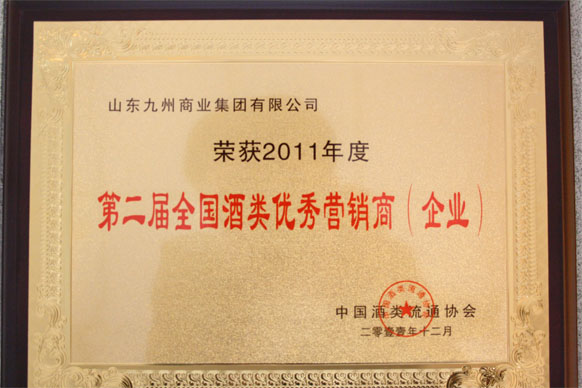 山东九州商业集团有限公司
荣获2011年度
第二届全国酒类优秀营销商（企业）
中国酒类流通协会
二零壹壹年十二月